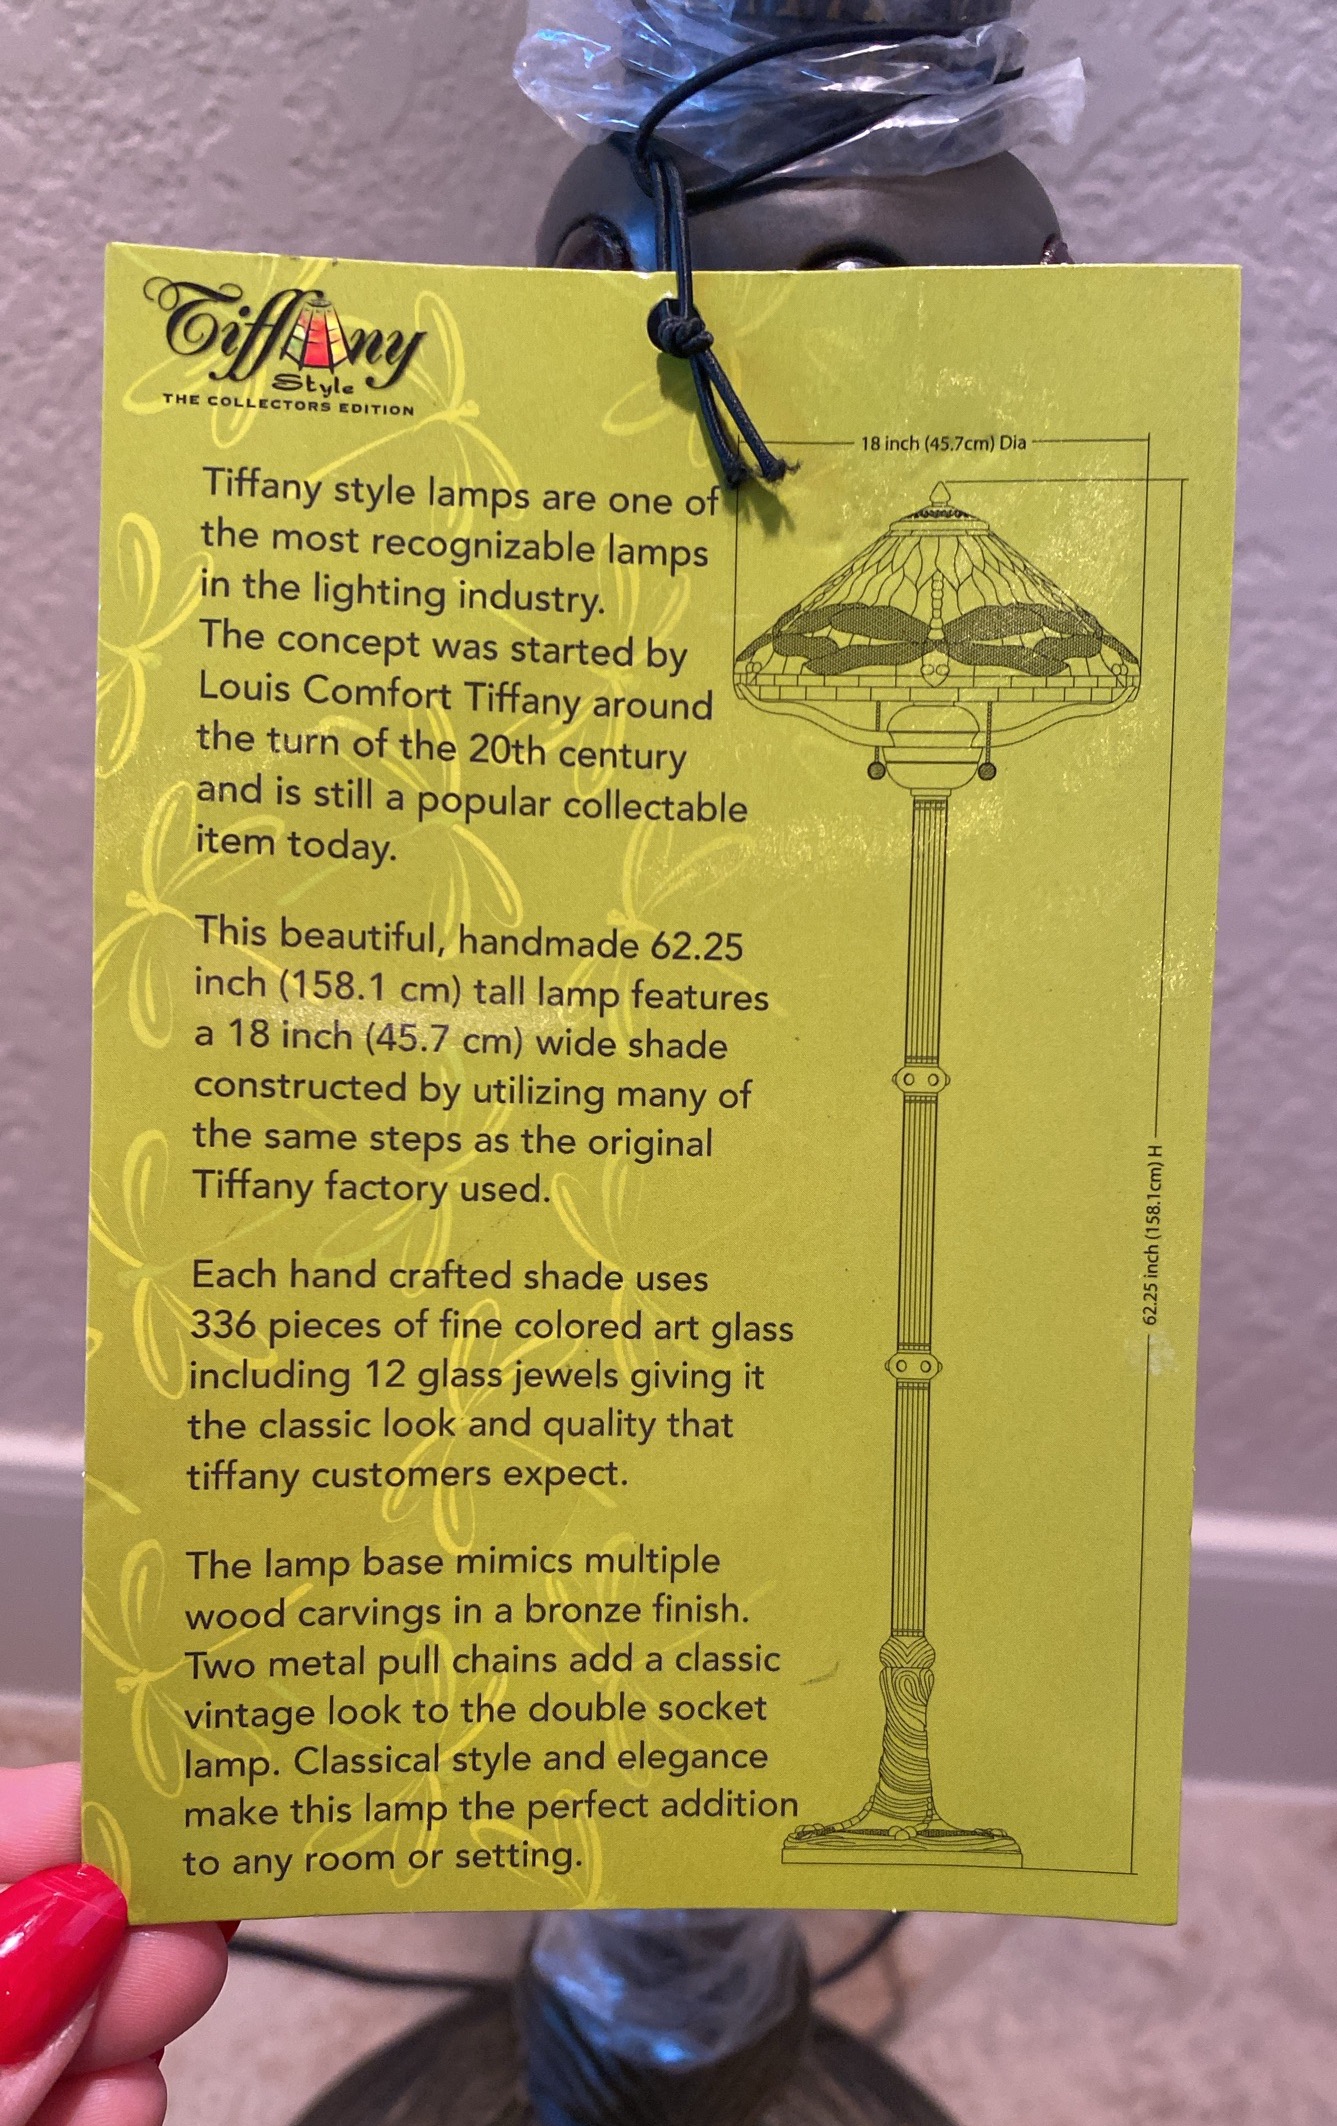 Tiffany
Style
THE COLLECTORS EDITION
18 inch (45.7cm) Dia
Tiffany style lamps are one of
the most recognizable lamps
in the lighting industry.
The concept was started by
Louis Comfort Tiffany around
the turn of the 20th century
and is still a popular collectable
item today.
This beautiful, handmade 62.25
inch (158.1 cm) tall lamp features
a 18 inch (45.7 cm) wide shade
constructed by utilizing many of
the same steps as the original
Tiffany factory used.
Each hand crafted shade uses
336 pieces of fine colored art glass
including 12 glass jewels giving it
the classic look and quality that
tiffany customers expect.
The lamp base mimics multiple
wood carvings in a bronze finish.
Two metal pull chains add a classic
vintage look to the double socket
lamp. Classical style and elegance
make this lamp the perfect addition
to any room or setting.
62.25 inch (158.1cm) H